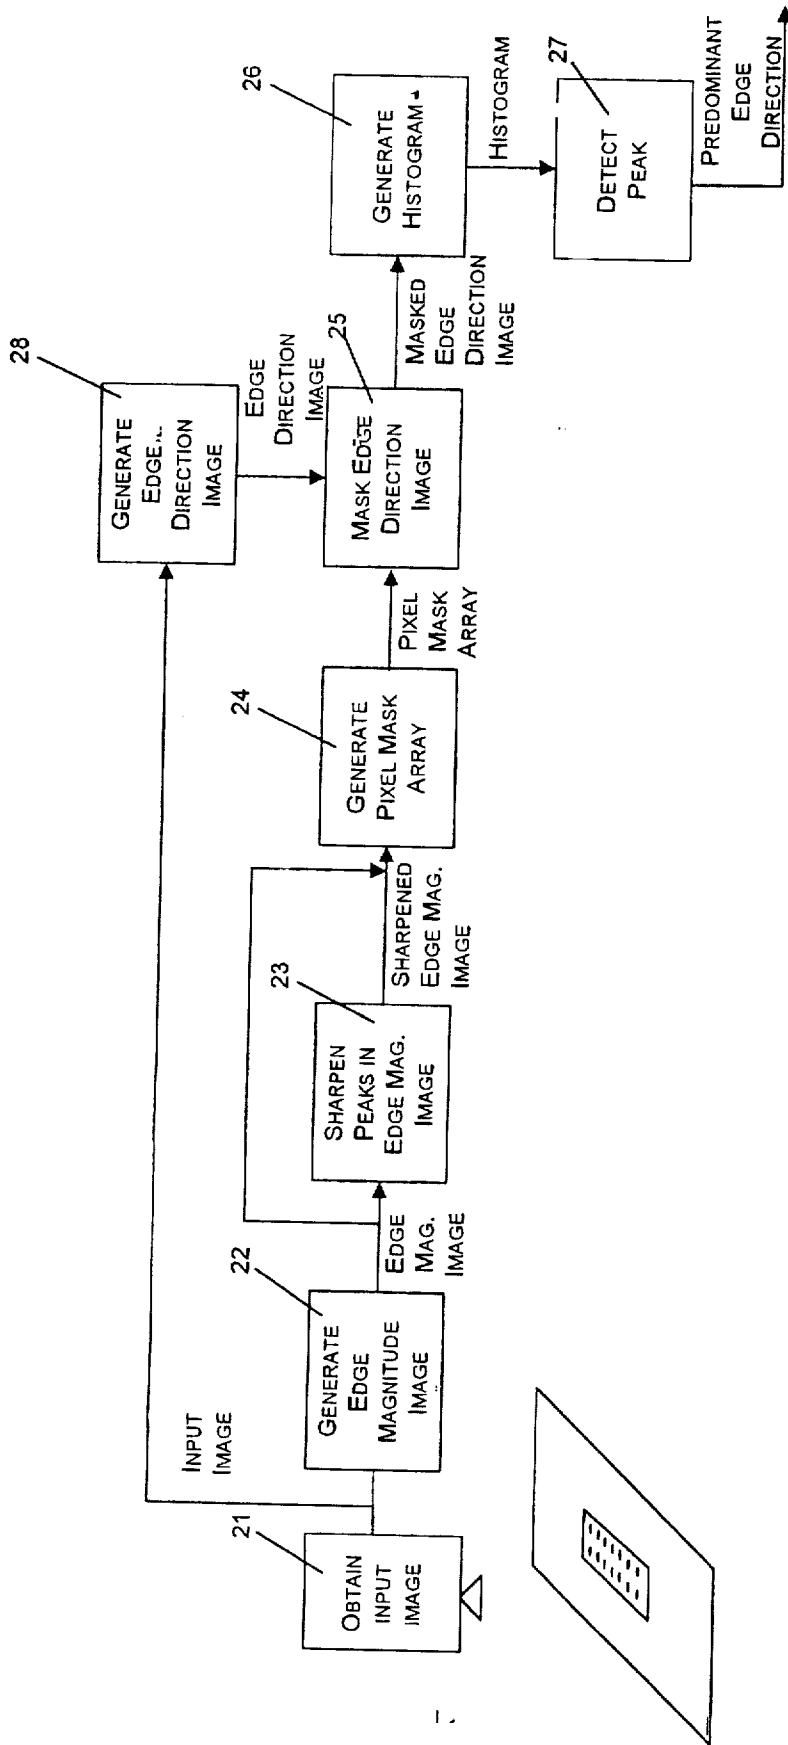 21
OBTAIN
INPUT
IMAGE
INPUT
IMAGE
22
GENERATE
EDGE
MAGNITUDE
IMAGE
EDGE
MAG.
IMAGE
23
SHARPEN
PEAKS IN
EDGE MAG.
IMAGE
SHARPENED
EDGE MAG.
IMAGE
24
GENERATE
PIXEL MASK
ARRAY
PIXEL
MASK
ARRAY
28
GENERATE
EDGE
DIRECTION
IMAGE
EDGE
DIRECTION
IMAGE
25
MASK EDGE
DIRECTION
IMAGE
MASKED
EDGE
DIRECTION
IMAGE
26
GENERATE
HISTOGRAM
HISTOGRAM
27
DETECT
PEAK
PREDOMINANT
EDGE
DIRECTION